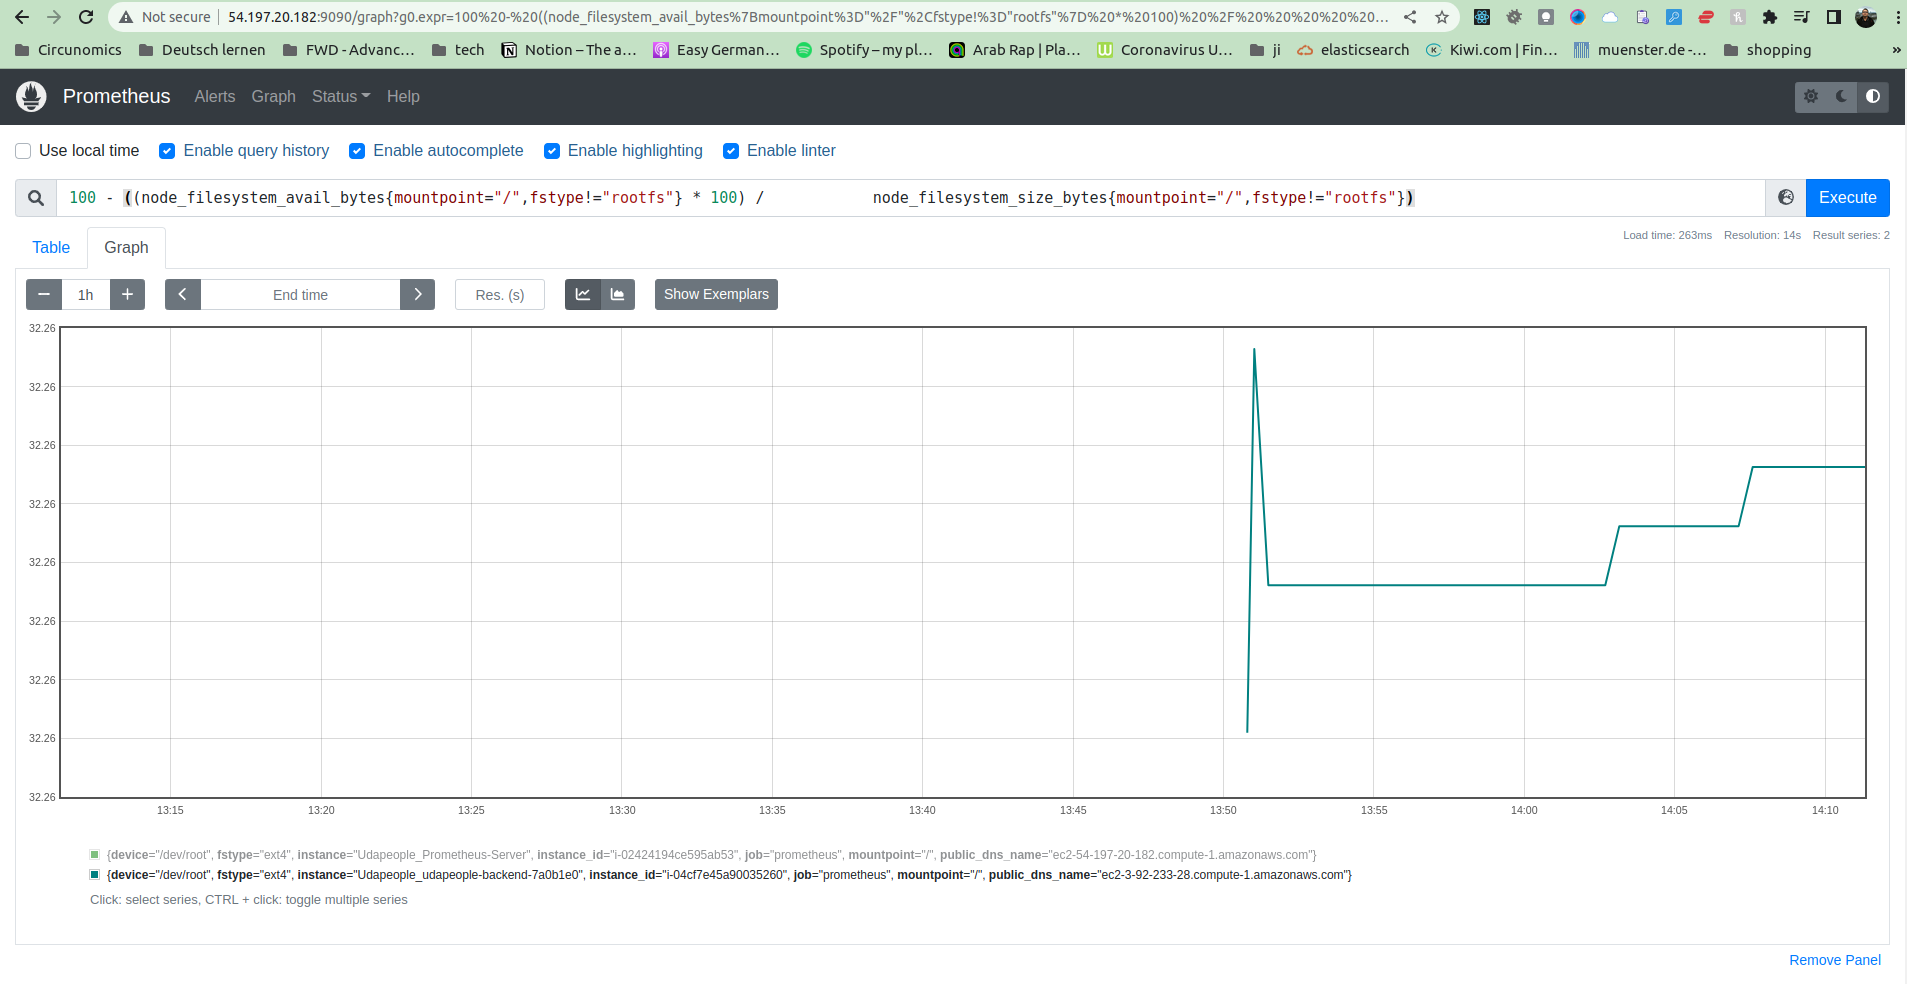 Not secure 54.197.20.182:9090/graph?g0.expr=100%20-%20((node_filesystem_avail_bytes%7Bmountpoint%3D"%2F"%2Cfstype!%3D"rootfs"%7D%20*%20100)%20%2F%20%20%20%20%20%20...
Circunomics Deutsch lernen FWD - Advanc... tech Notion – The a... Easy German... Spotify – my pl... Arab Rap | Pla... Coronavirus U... ji elasticsearch Kiwi.com | Fin... muenster.de -... shopping »
Prometheus Alerts Graph Status Help
Use local time Enable query history Enable autocomplete Enable highlighting Enable linter
100 - ((node_filesystem_avail_bytes{mountpoint="/",fstype!="rootfs"} * 100) / node_filesystem_size_bytes{mountpoint="/",fstype!="rootfs"}) Execute
Load time: 263ms Resolution: 14s Result series: 2
Table Graph
1h End time Res. (s) Show Exemplars
32.26
32.26
32.26
32.26
32.26
32.26
32.26
32.26
32.26
13:15 13:20 13:25 13:30 13:35 13:40 13:45 13:50 13:55 14:00 14:05 14:10
{device="/dev/root", fstype="ext4", instance="Udapeople_Prometheus-Server", instance_id="i-02424194ce595ab53", job="prometheus", mountpoint="/", public_dns_name="ec2-54-197-20-182.compute-1.amazonaws.com"}
{device="/dev/root", fstype="ext4", instance="Udapeople_udapeople-backend-7a0b1e0", instance_id="i-04cf7e45a90035260", job="prometheus", mountpoint="/", public_dns_name="ec2-3-92-233-28.compute-1.amazonaws.com"}
Click: select series, CTRL + click: toggle multiple series
Remove Panel